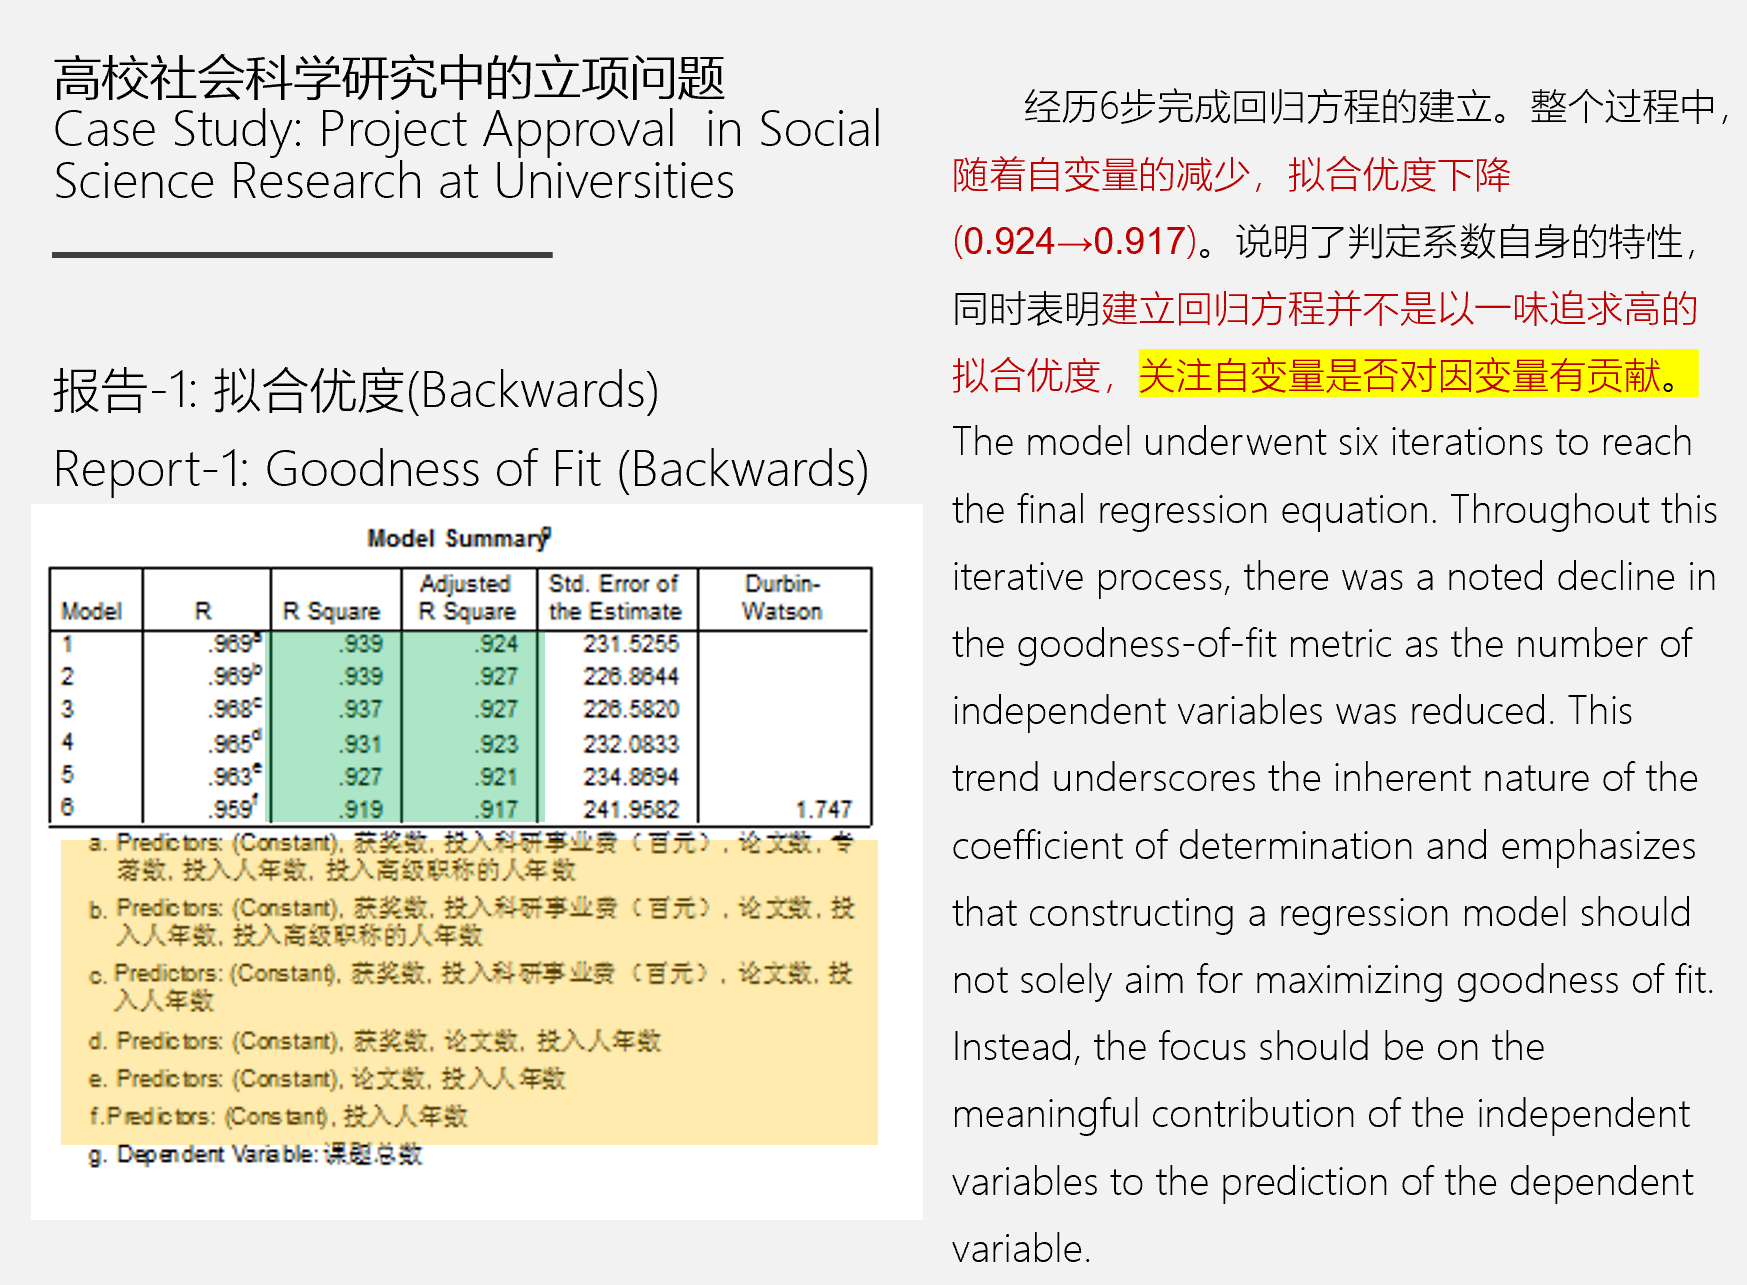 高校社会科学研究中的立项问题
Case Study: Project Approval in Social
Science Research at Universities
报告-1: 拟合优度(Backwards)
Report-1: Goodness of Fit (Backwards)
Model Summary^g
Model R R Square Adjusted R Square Std. Error of the Estimate Durbin-Watson
1 .969^a .939 .924 231.5255
2 .969^b .939 .927 226.8644
3 .968^c .937 .927 226.5820
4 .965^d .931 .923 232.0833
5 .963^e .927 .921 234.8694
6 .959^f .919 .917 241.9582 1.747
a. Predictors: (Constant), 获奖数, 投入科研事业费（百元）, 论文数, 专
著数, 投入人年数, 投入高级职称的人年数
b. Predictors: (Constant), 获奖数, 投入科研事业费（百元）, 论文数, 投
入人年数, 投入高级职称的人年数
c. Predictors: (Constant), 获奖数, 投入科研事业费（百元）, 论文数, 投
入人年数
d. Predictors: (Constant), 获奖数, 论文数, 投入人年数
e. Predictors: (Constant), 论文数, 投入人年数
f.Predictors: (Constant), 投入人年数
g. Dependent Variable: 课题总数
经历6步完成回归方程的建立。整个过程中，
随着自变量的减少，拟合优度下降
(0.924→0.917)。说明了判定系数自身的特性，
同时表明建立回归方程并不是以一味追求高的
拟合优度，关注自变量是否对因变量有贡献。
The model underwent six iterations to reach
the final regression equation. Throughout this
iterative process, there was a noted decline in
the goodness-of-fit metric as the number of
independent variables was reduced. This
trend underscores the inherent nature of the
coefficient of determination and emphasizes
that constructing a regression model should
not solely aim for maximizing goodness of fit.
Instead, the focus should be on the
meaningful contribution of the independent
variables to the prediction of the dependent
variable.